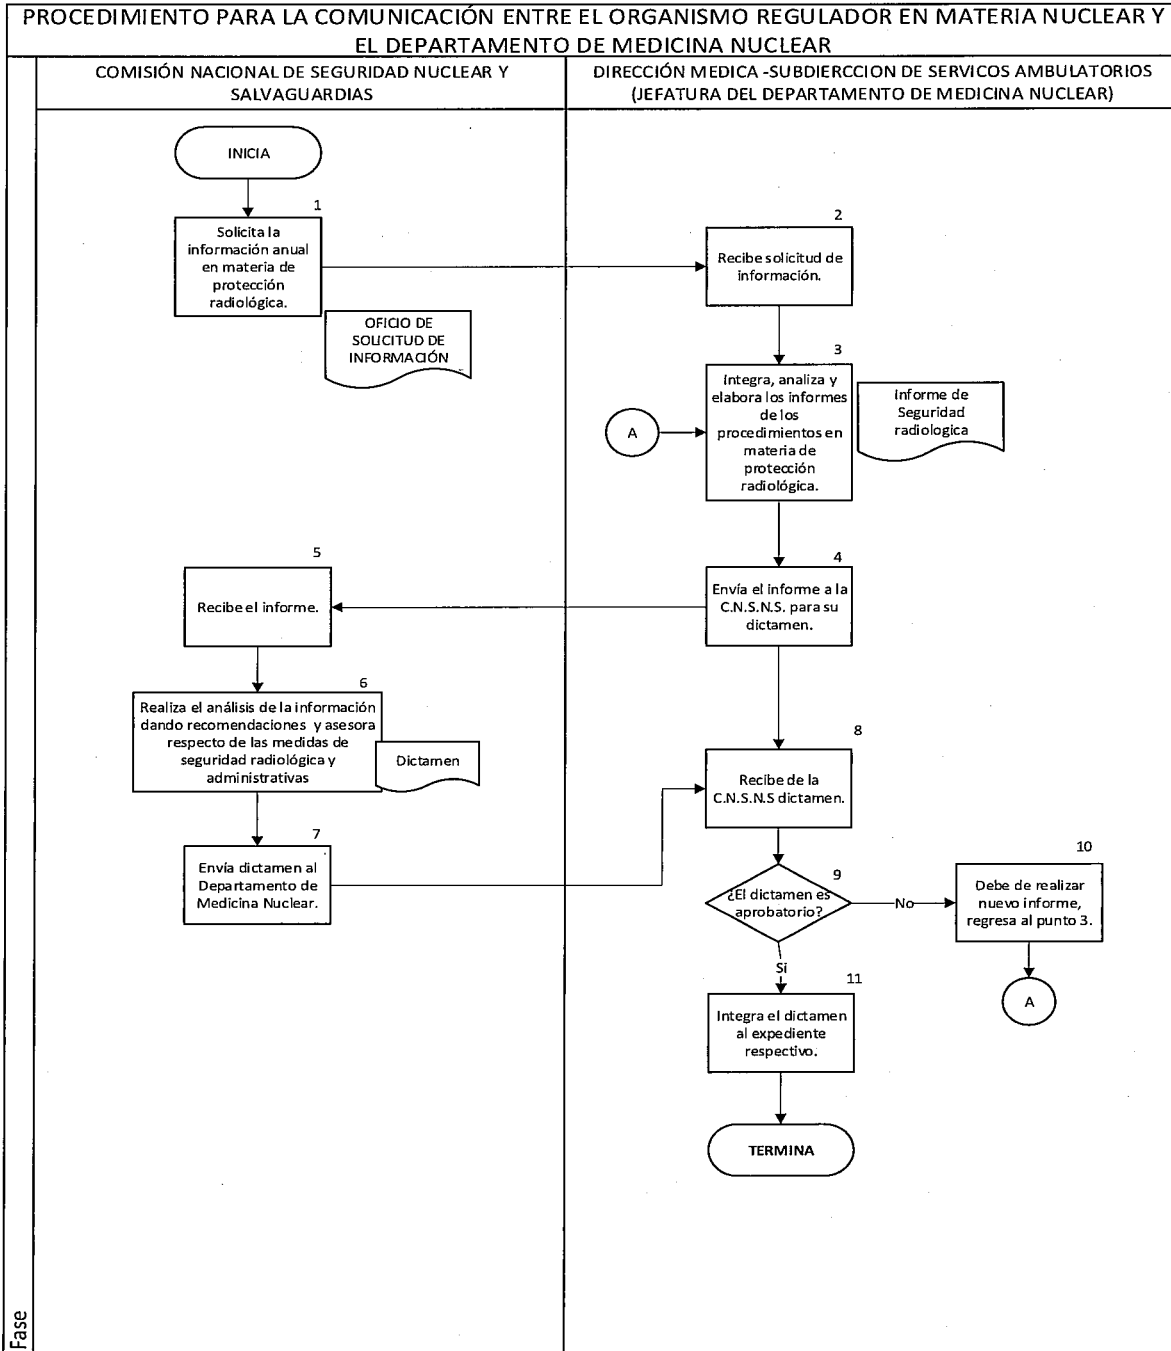 PROCEDIMIENTO PARA LA COMUNICACIÓN ENTRE EL ORGANISMO REGULADOR EN MATERIA NUCLEAR Y
EL DEPARTAMENTO DE MEDICINA NUCLEAR
COMISIÓN NACIONAL DE SEGURIDAD NUCLEAR Y
SALVAGUARDIAS
DIRECCIÓN MEDICA -SUBDIERCCION DE SERVICOS AMBULATORIOS
(JEFATURA DEL DEPARTAMENTO DE MEDICINA NUCLEAR)
INICIA
1
Solicita la
información anual
en materia de
protección
radiológica.
OFICIO DE
SOLICITUD DE
INFORMACIÓN
2
Recibe solicitud de
información.
3
Integra, analiza y
elabora los informes
de los
procedimientos en
materia de
protección
radiológica.
Informe de
Seguridad
radiologica
A
4
Envía el informe a la
C.N.S.N.S. para su
dictamen.
5
Recibe el informe.
6
Realiza el análisis de la información
dando recomendaciones y asesora
respecto de las medidas de
seguridad radiológica y
administrativas
Dictamen
7
Envía dictamen al
Departamento de
Medicina Nuclear.
8
Recibe de la
C.N.S.N.S dictamen.
9
¿El dictamen es
aprobatorio?
No
10
Debe de realizar
nuevo informe,
regresa al punto 3.
A
Si
11
Integra el dictamen
al expediente
respectivo.
TERMINA
Fase